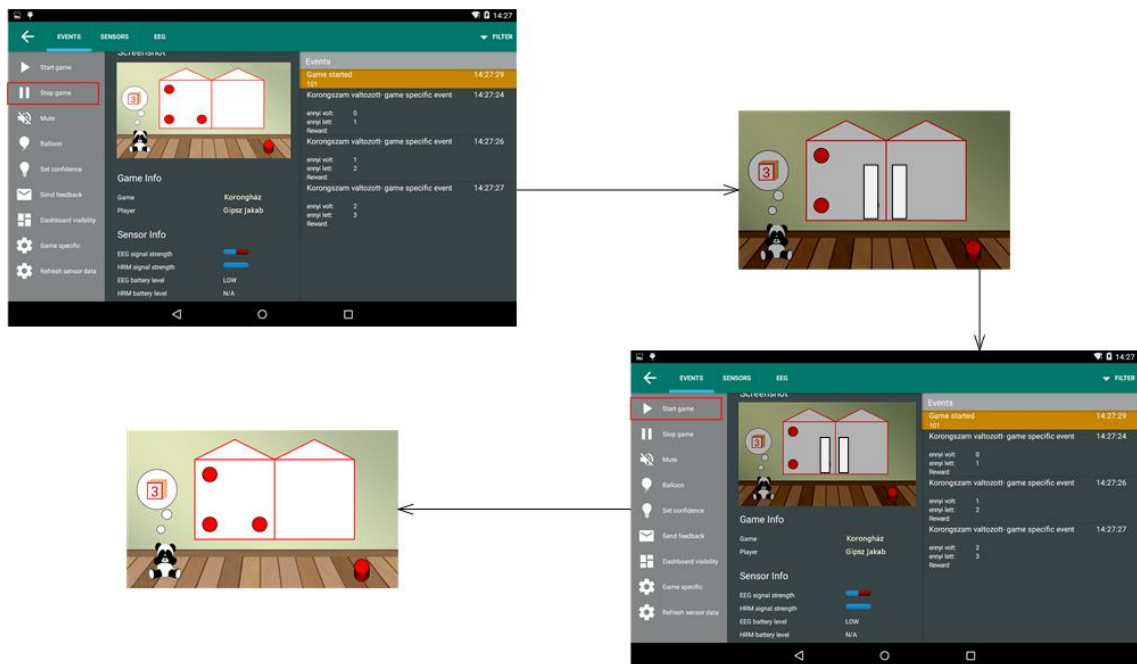 14:27
EVENTS SENSORS EEG FILTER
Start game
Stop game
Mute
Balloon
Set confidence
Send feedback
Dashboard visibility
Game specific
Refresh sensor data
Screenshot
3
Game Info
Game Korongház
Player Gipsz Jakab
Sensor Info
EEG signal strength
HRM signal strength
EEG battery level LOW
HRM battery level N/A
Events
Game started 14:27:29
101
Korongszam valtozott- game specific event 14:27:24
ennyi volt: 0
ennyi lett: 1
Reward
Korongszam valtozott- game specific event 14:27:26
ennyi volt: 1
ennyi lett: 2
Reward
Korongszam valtozott- game specific event 14:27:27
ennyi volt: 2
ennyi lett: 3
Reward
3
14:27
EVENTS SENSORS EEG FILTER
Start game
Stop game
Mute
Balloon
Set confidence
Send feedback
Dashboard visibility
Game specific
Refresh sensor data
Screenshot
3
Game Info
Game Korongház
Player Gipsz Jakab
Sensor Info
EEG signal strength
HRM signal strength
EEG battery level LOW
HRM battery level N/A
Events
Game started 14:27:29
101
Korongszam valtozott- game specific event 14:27:24
ennyi volt: 0
ennyi lett: 1
Reward
Korongszam valtozott- game specific event 14:27:26
ennyi volt: 1
ennyi lett: 2
Reward
Korongszam valtozott- game specific event 14:27:27
ennyi volt: 2
ennyi lett: 3
Reward
3